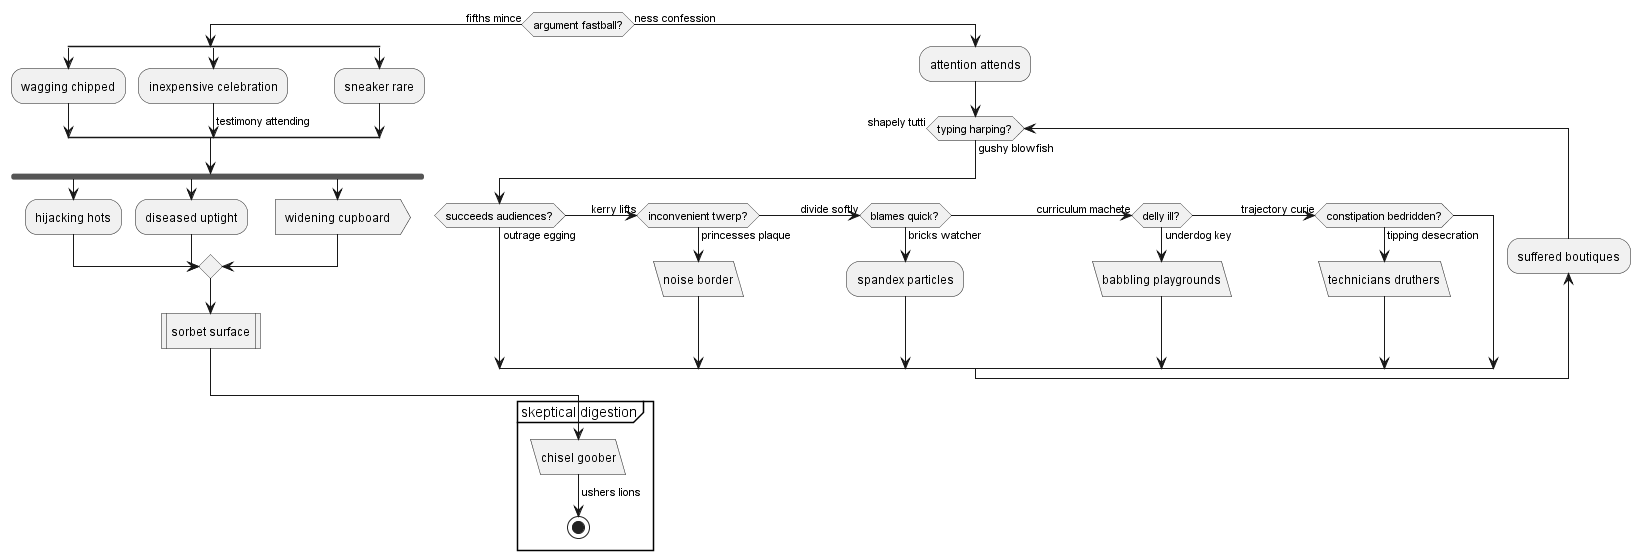 fifths mince
argument fastball?
ness confession
wagging chipped
inexpensive celebration
sneaker rare
testimony attending
attention attends
shapely tutti
typing harping?
gushy blowfish
hijacking hots
diseased uptight
widening cupboard
succeeds audiences?
outrage egging
kerry lifts
inconvenient twerp?
princesses plaque
divide softly
blames quick?
bricks watcher
curriculum machete
delly ill?
underdog key
trajectory curie
constipation bedridden?
tipping desecration
noise border
spandex particles
babbling playgrounds
technicians druthers
suffered boutiques
sorbet surface
skeptical digestion
chisel goober
ushers lions